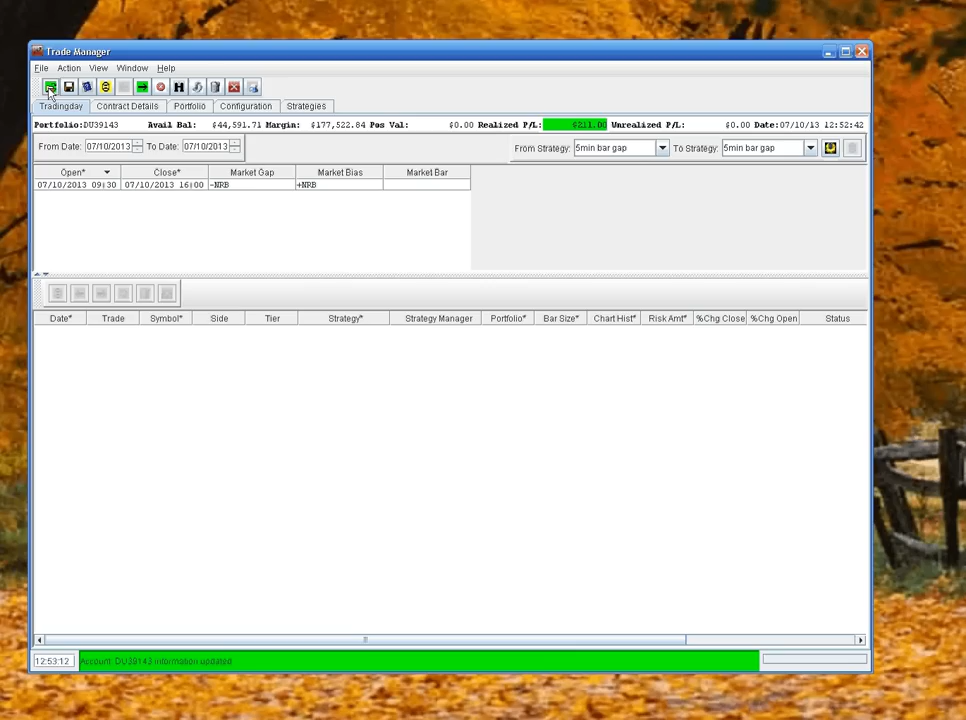 Trade Manager
File Action View Window Help
Tradingday Contract Details Portfolio Configuration Strategies
Portfolio:DU39143 Avail Bal: $44,591.71 Margin: $177,522.84 Pos Val: $0.00 Realized P/L: $211.00 Unrealized P/L: $0.00 Date:07/10/13 12:52:42
From Date: 07/10/2013 To Date: 07/10/2013 From Strategy: 5min bar gap To Strategy: 5min bar gap
Open* Close* Market Gap Market Bias Market Bar
07/10/2013 09:30 07/10/2013 16:00 -NRB +NRB
Date* Trade Symbol* Side Tier Strategy* Strategy Manager Portfolio* Bar Size* Chart Hist* Risk Amt* %Chg Close %Chg Open Status
12:53:12 Account: DU39143 information updated